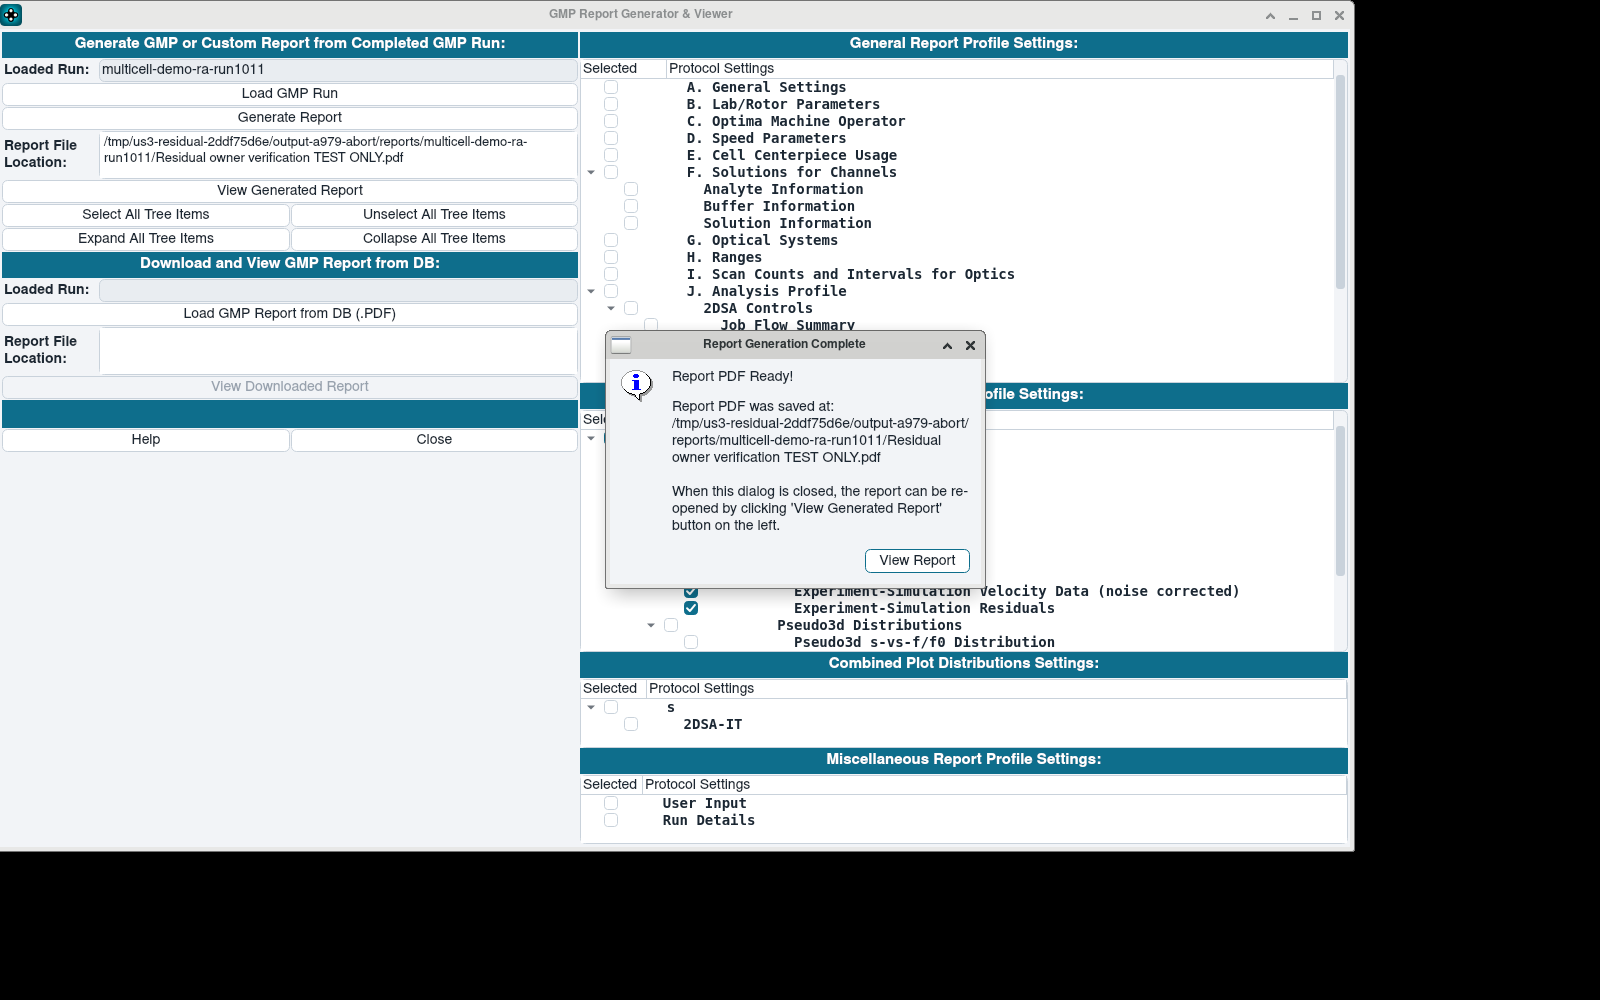 GMP Report Generator & Viewer
Generate GMP or Custom Report from Completed GMP Run:
Loaded Run: multicell-demo-ra-run1011
Load GMP Run
Generate Report
Report File Location:
/tmp/us3-residual-2ddf75d6e/output-a979-abort/reports/multicell-demo-ra-
run1011/Residual owner verification TEST ONLY.pdf
View Generated Report
Select All Tree Items
Unselect All Tree Items
Expand All Tree Items
Collapse All Tree Items
Download and View GMP Report from DB:
Loaded Run:
Load GMP Report from DB (.PDF)
Report File
Location:
View Downloaded Report
Help
Close
General Report Profile Settings:
Selected
Protocol Settings
A. General Settings
B. Lab/Rotor Parameters
C. Optima Machine Operator
D. Speed Parameters
E. Cell Centerpiece Usage
F. Solutions for Channels
Analyte Information
Buffer Information
Solution Information
G. Optical Systems
H. Ranges
I. Scan Counts and Intervals for Optics
J. Analysis Profile
2DSA Controls
Job Flow Summary
Report Generation Complete
Report PDF Ready!
Report PDF was saved at:
/tmp/us3-residual-2ddf75d6e/output-a979-abort/
reports/multicell-demo-ra-run1011/Residual
owner verification TEST ONLY.pdf
When this dialog is closed, the report can be re-
opened by clicking 'View Generated Report'
button on the left.
View Report
ofile Settings:
Sele
Experiment-Simulation Velocity Data (noise corrected)
Experiment-Simulation Residuals
Pseudo3d Distributions
Pseudo3d s-vs-f/f0 Distribution
Combined Plot Distributions Settings:
Selected
Protocol Settings
s
2DSA-IT
Miscellaneous Report Profile Settings:
Selected
Protocol Settings
User Input
Run Details